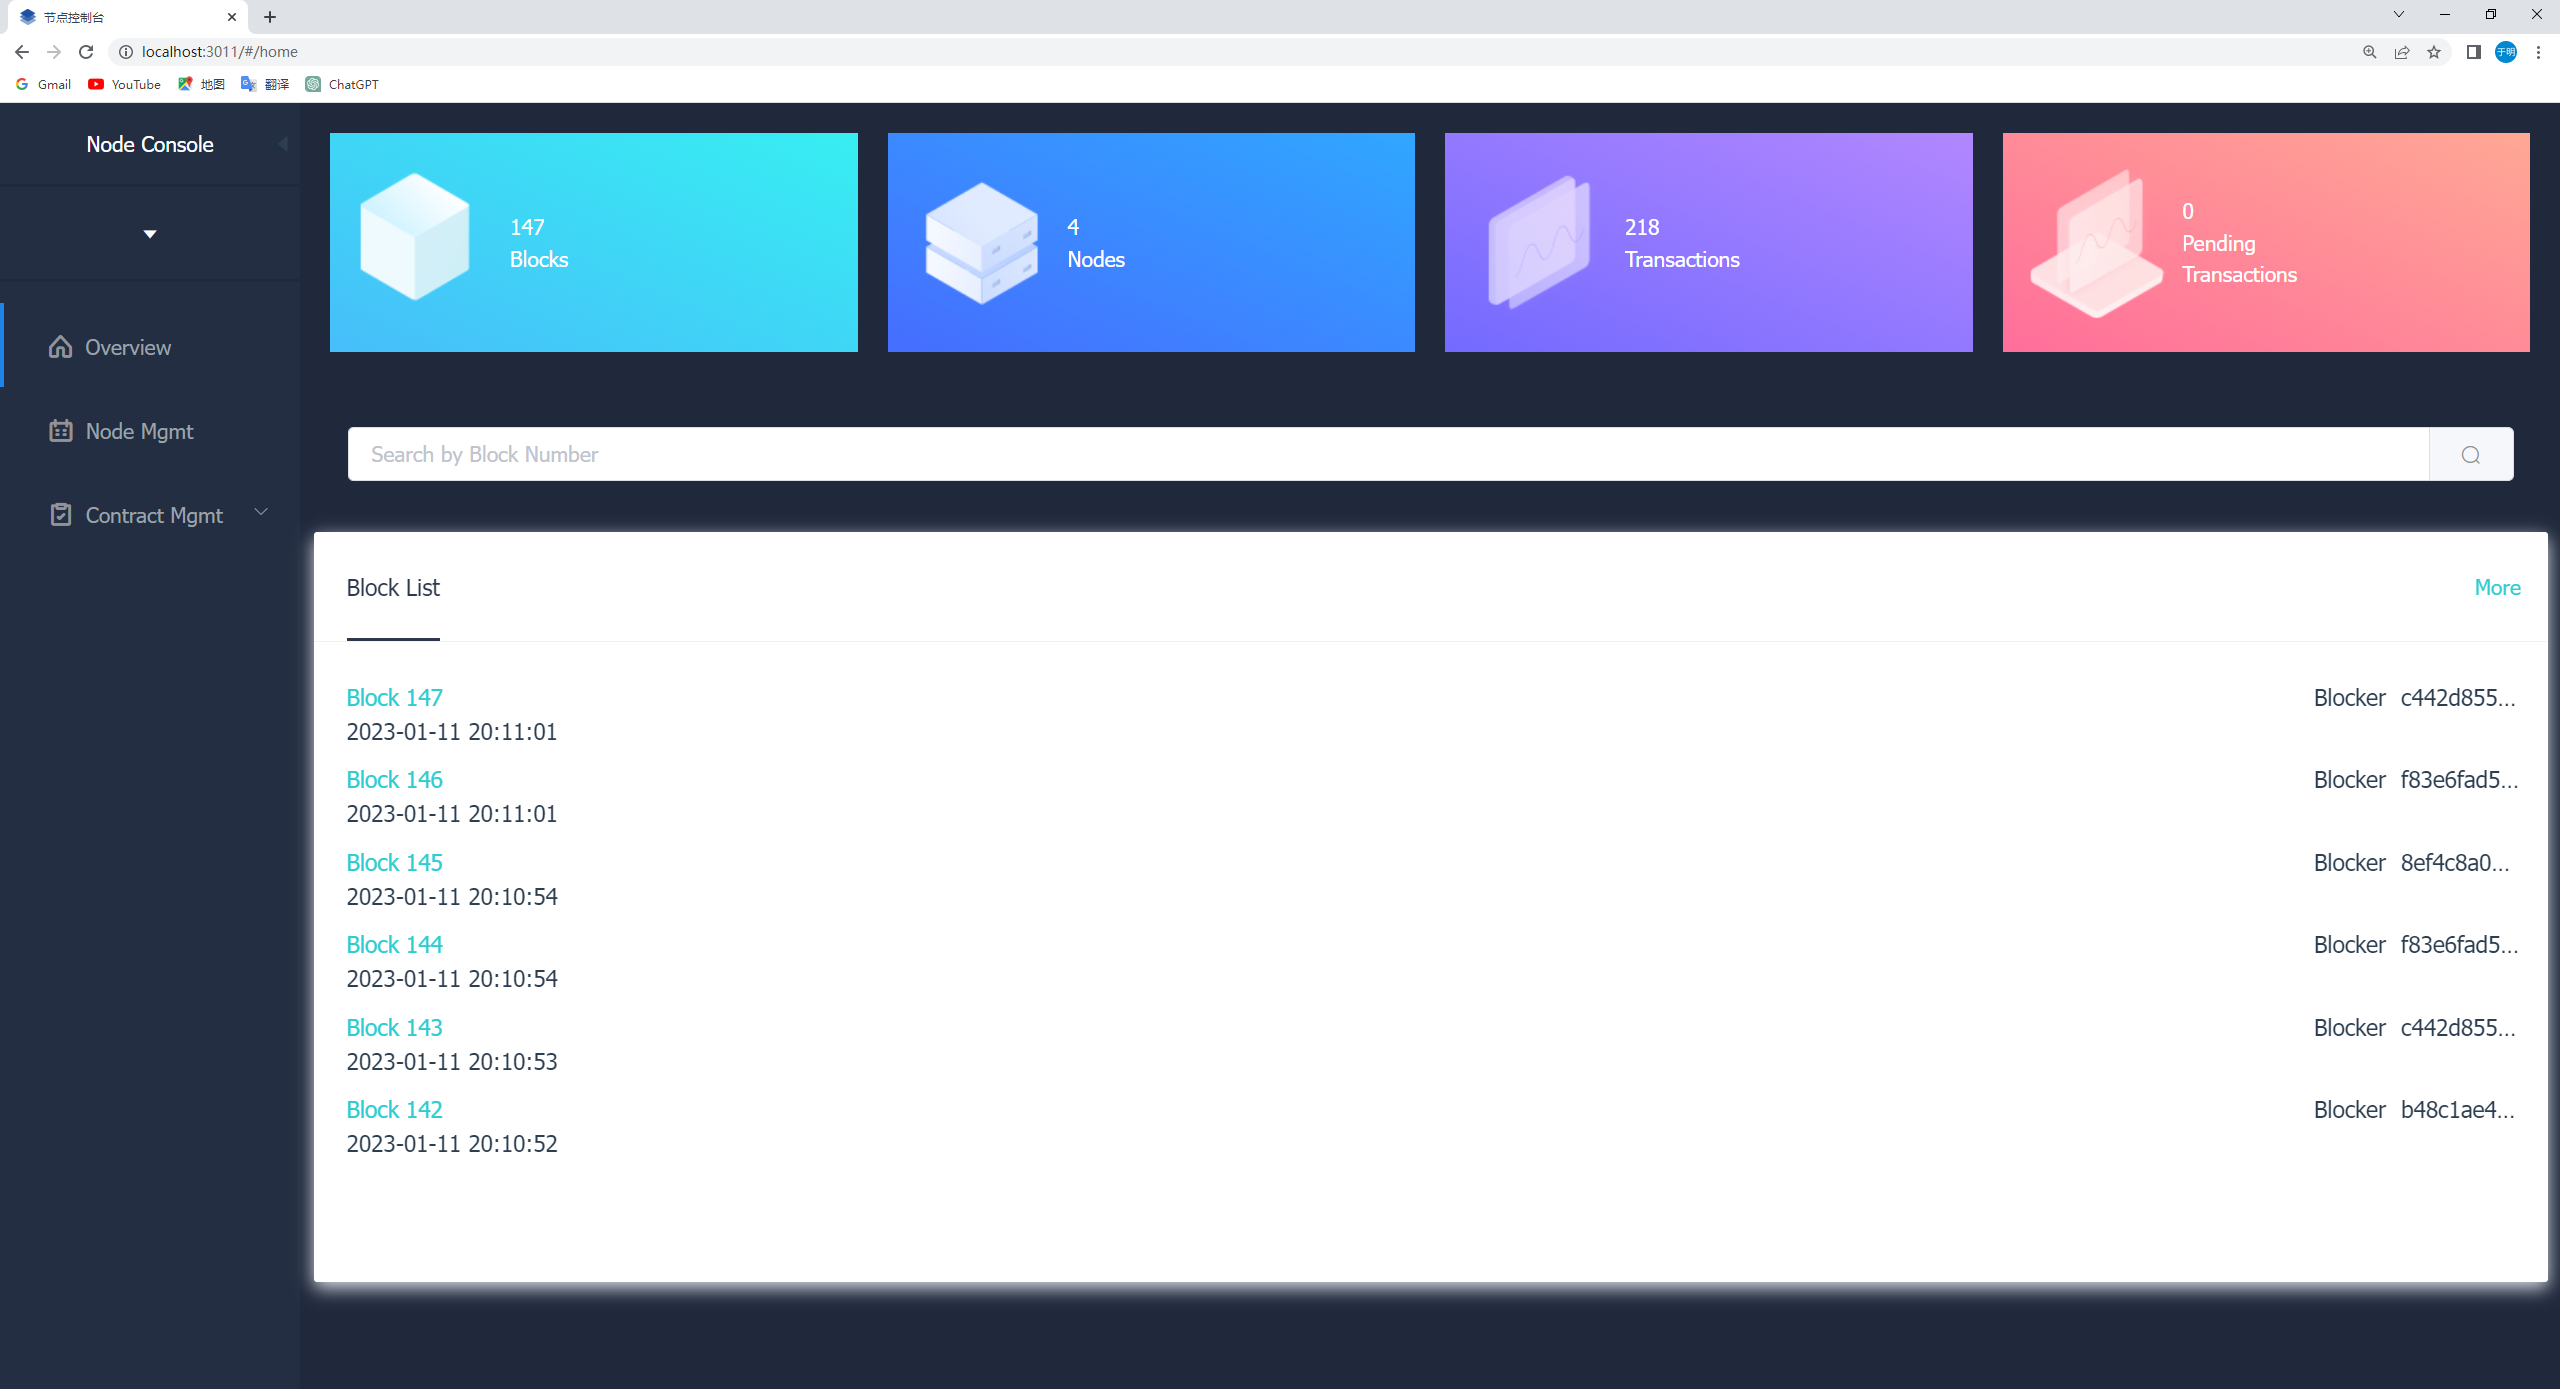 节点控制台
localhost:3011/#/home
于明
Gmail YouTube 地图 翻译 ChatGPT
Node Console
Overview
Node Mgmt
Contract Mgmt
147
Blocks
4
Nodes
218
Transactions
0
Pending
Transactions
Search by Block Number
Block List More
Block 147 Blocker c442d855...
2023-01-11 20:11:01
Block 146 Blocker f83e6fad5...
2023-01-11 20:11:01
Block 145 Blocker 8ef4c8a0...
2023-01-11 20:10:54
Block 144 Blocker f83e6fad5...
2023-01-11 20:10:54
Block 143 Blocker c442d855...
2023-01-11 20:10:53
Block 142 Blocker b48c1ae4...
2023-01-11 20:10:52